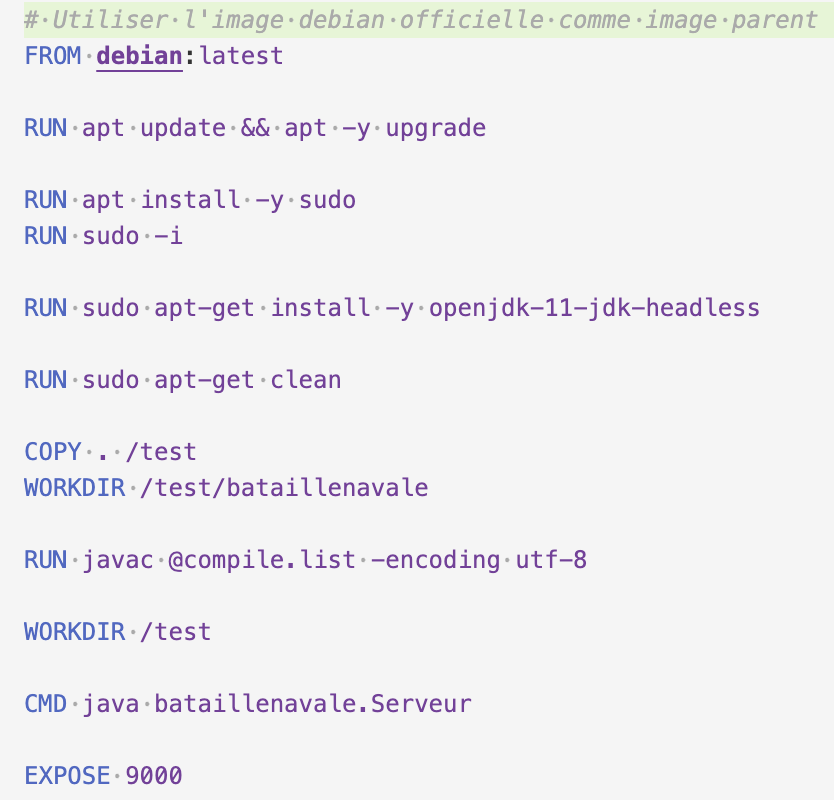 # Utiliser l'image debian officielle comme image parent
FROM debian:latest
RUN apt update && apt -y upgrade
RUN apt install -y sudo
RUN sudo -i
RUN sudo apt-get install -y openjdk-11-jdk-headless
RUN sudo apt-get clean
COPY . /test
WORKDIR /test/bataillenavale
RUN javac @compile.list -encoding utf-8
WORKDIR /test
CMD java bataillenavale.Serveur
EXPOSE 9000